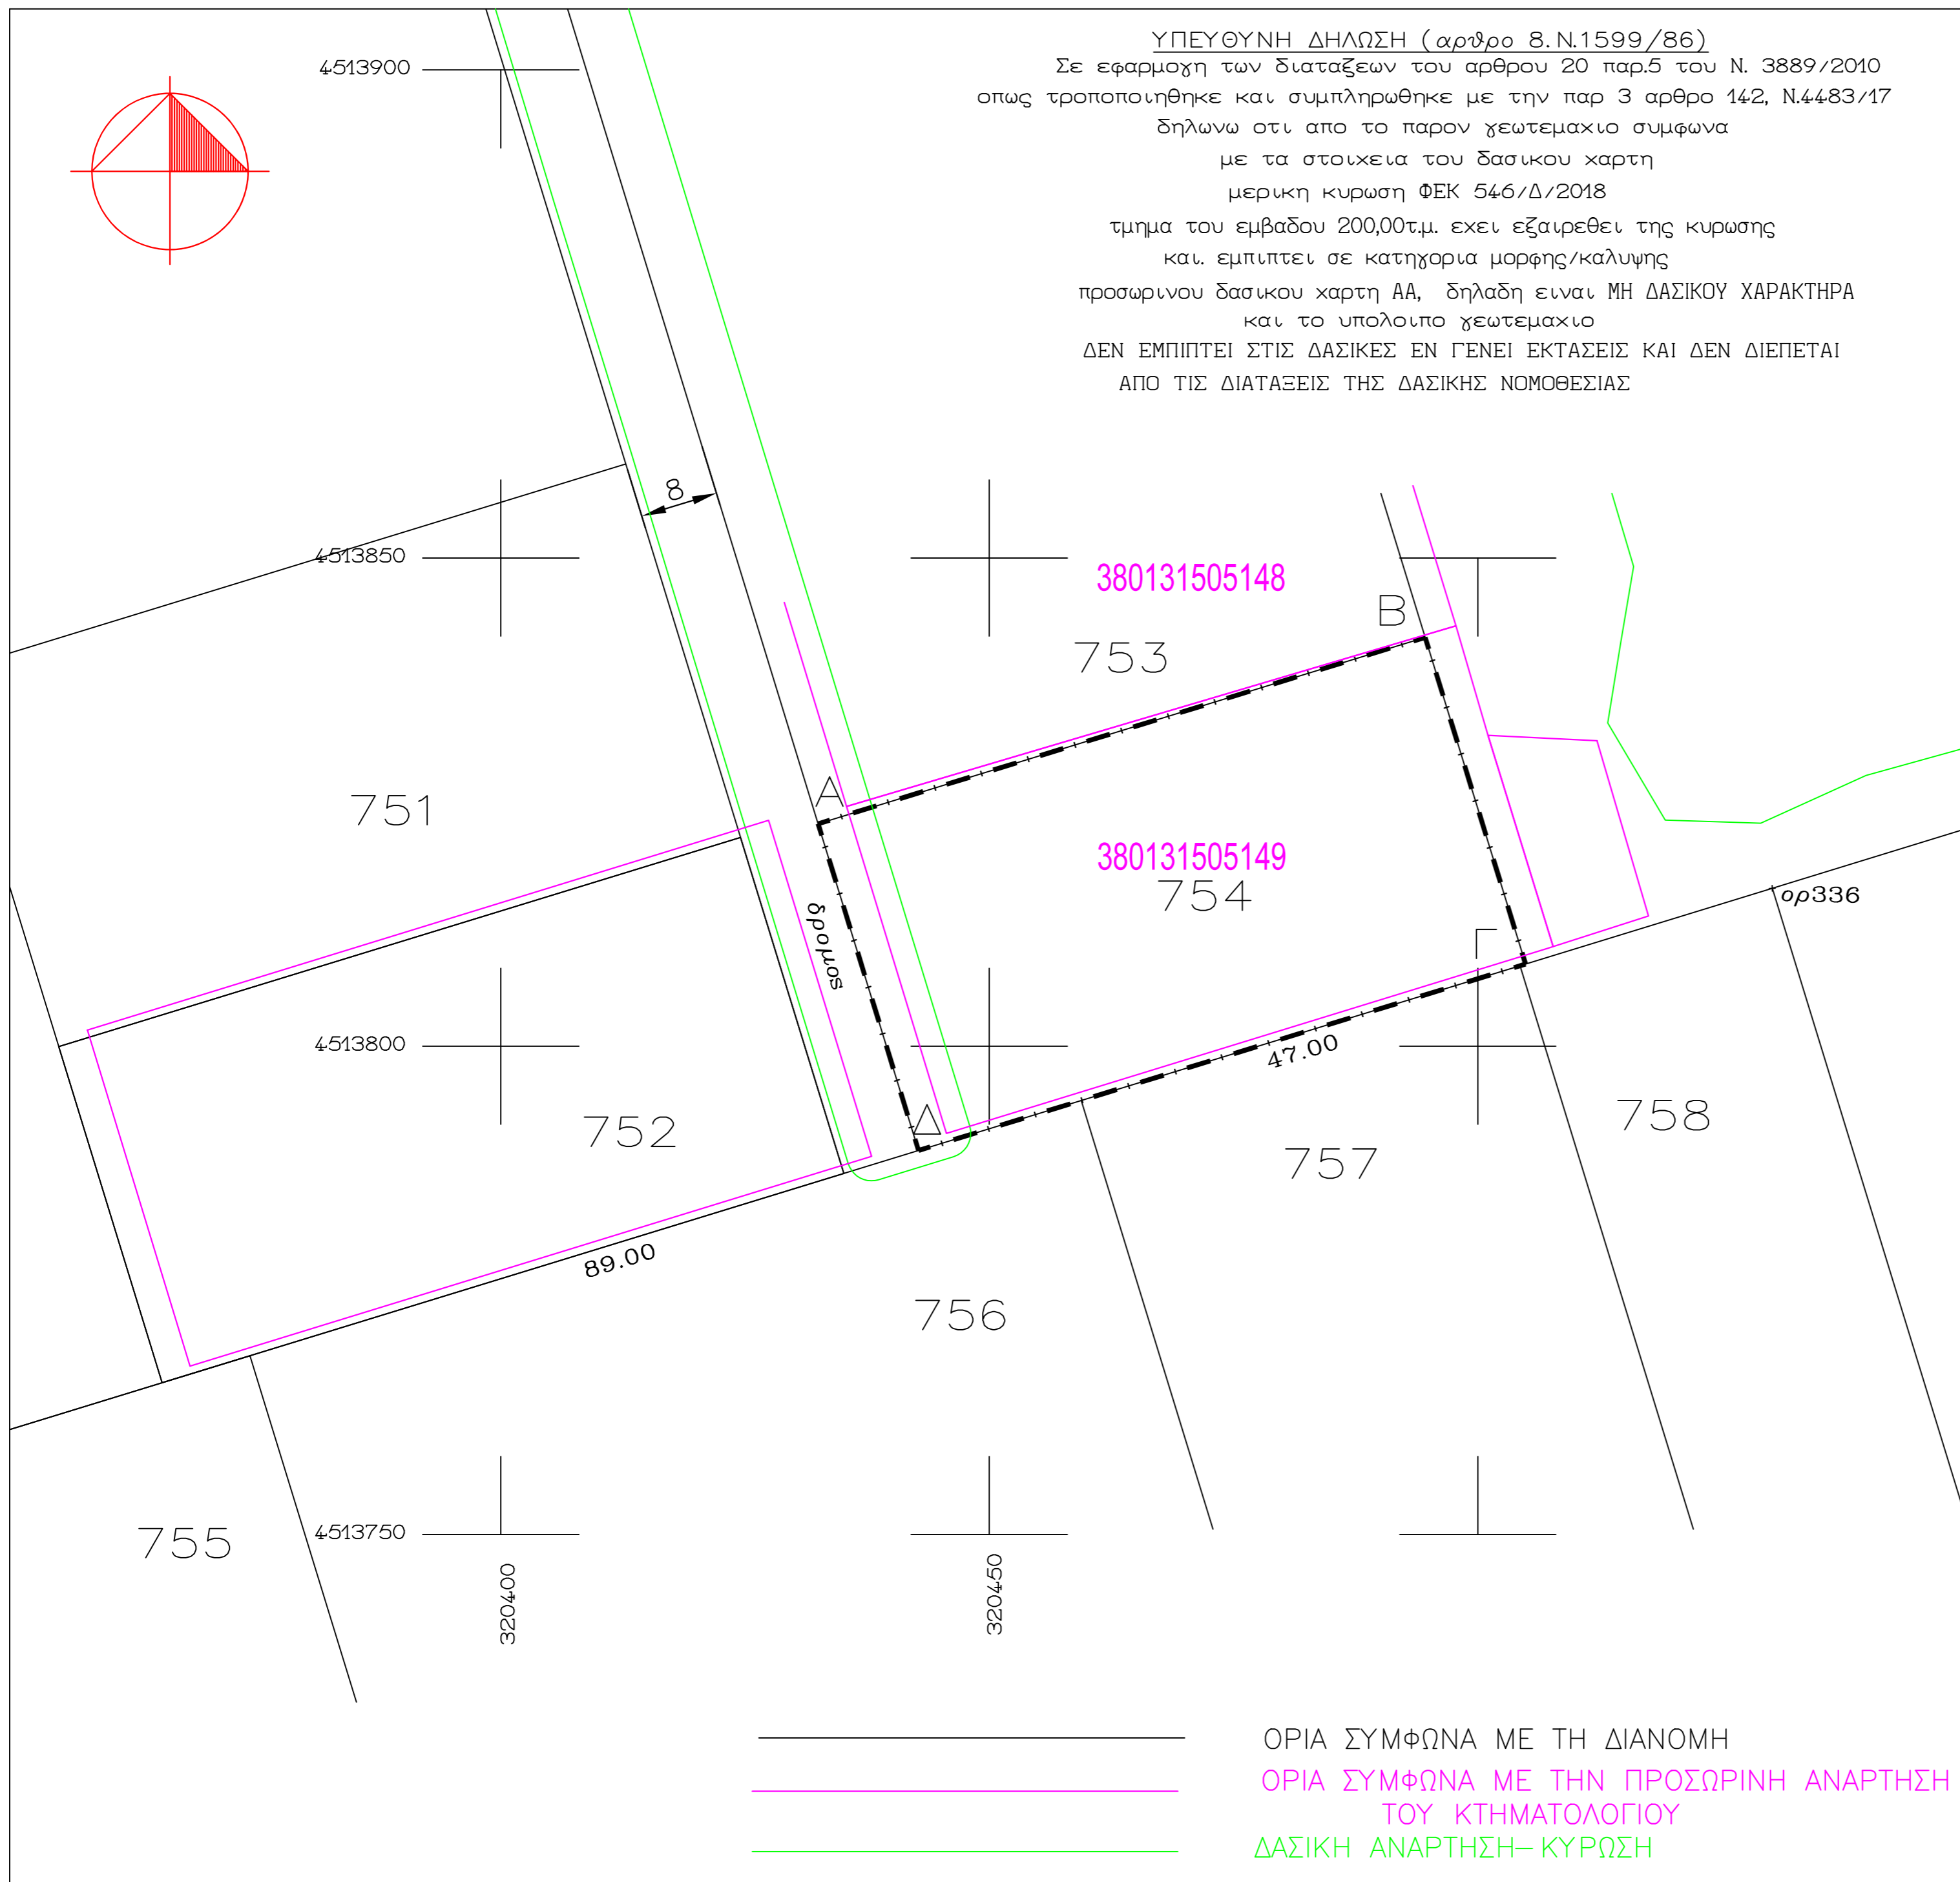 ΥΠΕΥΘΥΝΗ ΔΗΛΩΣΗ (αρθρο 8.Ν.1599/86)
Σε εφαρμογη των διαταξεων του αρθρου 20 παρ.5 του Ν. 3889/2010
οπως τροποποιηθηκε και συμπληρωθηκε με την παρ 3 αρθρο 142, Ν.4483/17
δηλωνω οτι απο το παρον γεωτεμαχιο συμφωνα
με τα στοιχεια του δασικου χαρτη
μερικη κυρωση ΦΕΚ 546/Δ/2018
τμημα του εμβαδου 200,00τ.μ. εχει εξαιρεθει της κυρωσης
και. εμπιπτει σε κατηγορια μορφης/καλυψης
προσωρινου δασικου χαρτη ΑΑ, δηλαδη ειναι ΜΗ ΔΑΣΙΚΟΥ ΧΑΡΑΚΤΗΡΑ
και το υπολοιπο γεωτεμαχιο
ΔΕΝ ΕΜΠΙΠΤΕΙ ΣΤΙΣ ΔΑΣΙΚΕΣ ΕΝ ΓΕΝΕΙ ΕΚΤΑΣΕΙΣ ΚΑΙ ΔΕΝ ΔΙΕΠΕΤΑΙ
ΑΠΟ ΤΙΣ ΔΙΑΤΑΞΕΙΣ ΤΗΣ ΔΑΣΙΚΗΣ ΝΟΜΟΘΕΣΙΑΣ
4513900
8
4513850
380131505148
Β
753
Α
751
380131505149
754
ορ336
δρομος
Γ
4513800
47.00
Δ
752
758
757
89.00
756
755
4513750
320400
320450
ΟΡΙΑ ΣΥΜΦΩΝΑ ΜΕ ΤΗ ΔΙΑΝΟΜΗ
ΟΡΙΑ ΣΥΜΦΩΝΑ ΜΕ ΤΗΝ ΠΡΟΣΩΡΙΝΗ ΑΝΑΡΤΗΣΗ
ΤΟΥ ΚΤΗΜΑΤΟΛΟΓΙΟΥ
ΔΑΣΙΚΗ ΑΝΑΡΤΗΣΗ–ΚΥΡΩΣΗ